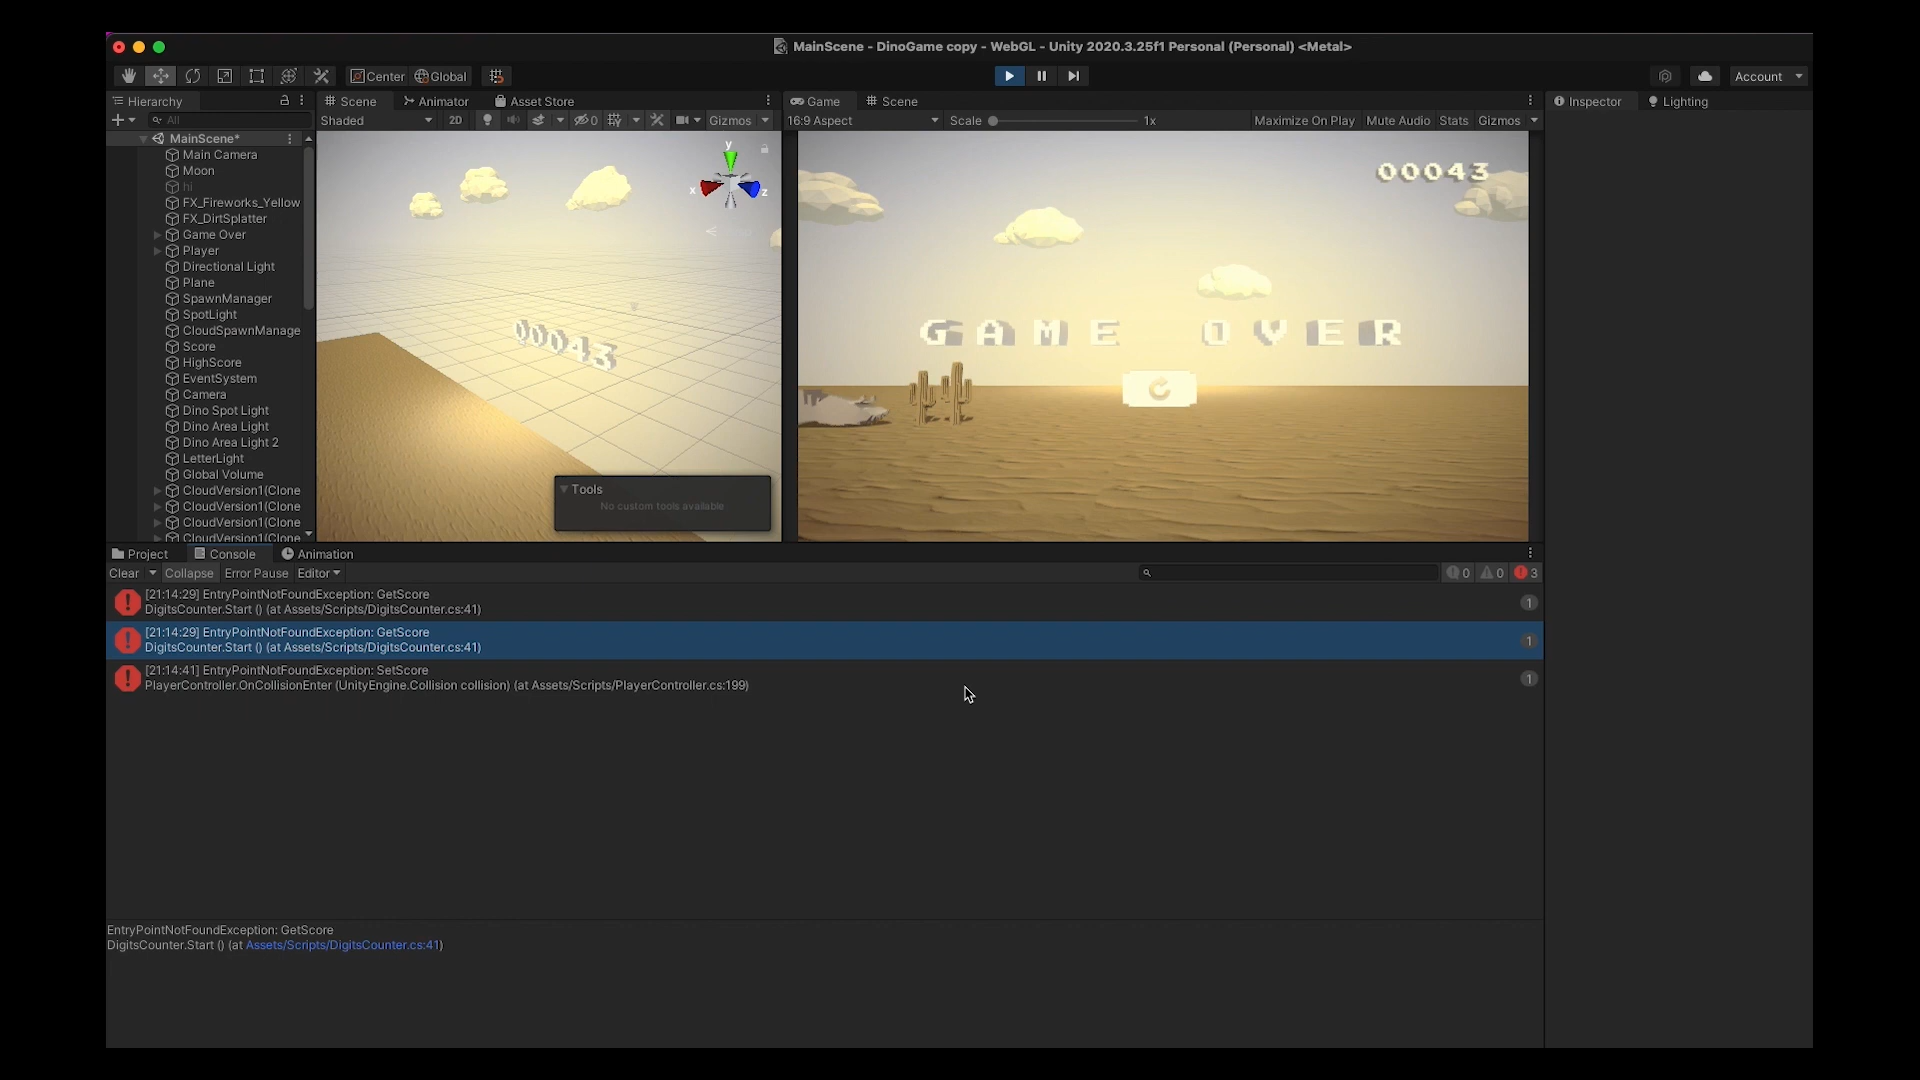 MainScene - DinoGame copy - WebGL - Unity 2020.3.25f1 Personal (Personal) <Metal>
Center Global
Account
Hierarchy
All
MainScene*
Main Camera
Moon
hi
FX_Fireworks_Yellow
FX_DirtSplatter
Game Over
Player
Directional Light
Plane
SpawnManager
SpotLight
CloudSpawnManage
Score
HighScore
EventSystem
Camera
Dino Spot Light
Dino Area Light
Dino Area Light 2
LetterLight
Global Volume
CloudVersion1(Clone
CloudVersion1(Clone
CloudVersion1(Clone
CloudVersion1(Clone
Scene Animator Asset Store
Shaded 2D 0 Gizmos
y
x z
00043
Tools
No custom tools available
Game Scene
16:9 Aspect Scale 1x Maximize On Play Mute Audio Stats Gizmos
00043
GAME OVER
Inspector Lighting
Project Console Animation
Clear Collapse Error Pause Editor 0 0 3
[21:14:29] EntryPointNotFoundException: GetScore
DigitsCounter.Start () (at Assets/Scripts/DigitsCounter.cs:41)
1
[21:14:29] EntryPointNotFoundException: GetScore
DigitsCounter.Start () (at Assets/Scripts/DigitsCounter.cs:41)
1
[21:14:41] EntryPointNotFoundException: SetScore
PlayerController.OnCollisionEnter (UnityEngine.Collision collision) (at Assets/Scripts/PlayerController.cs:199)
1
EntryPointNotFoundException: GetScore
DigitsCounter.Start () (at Assets/Scripts/DigitsCounter.cs:41)